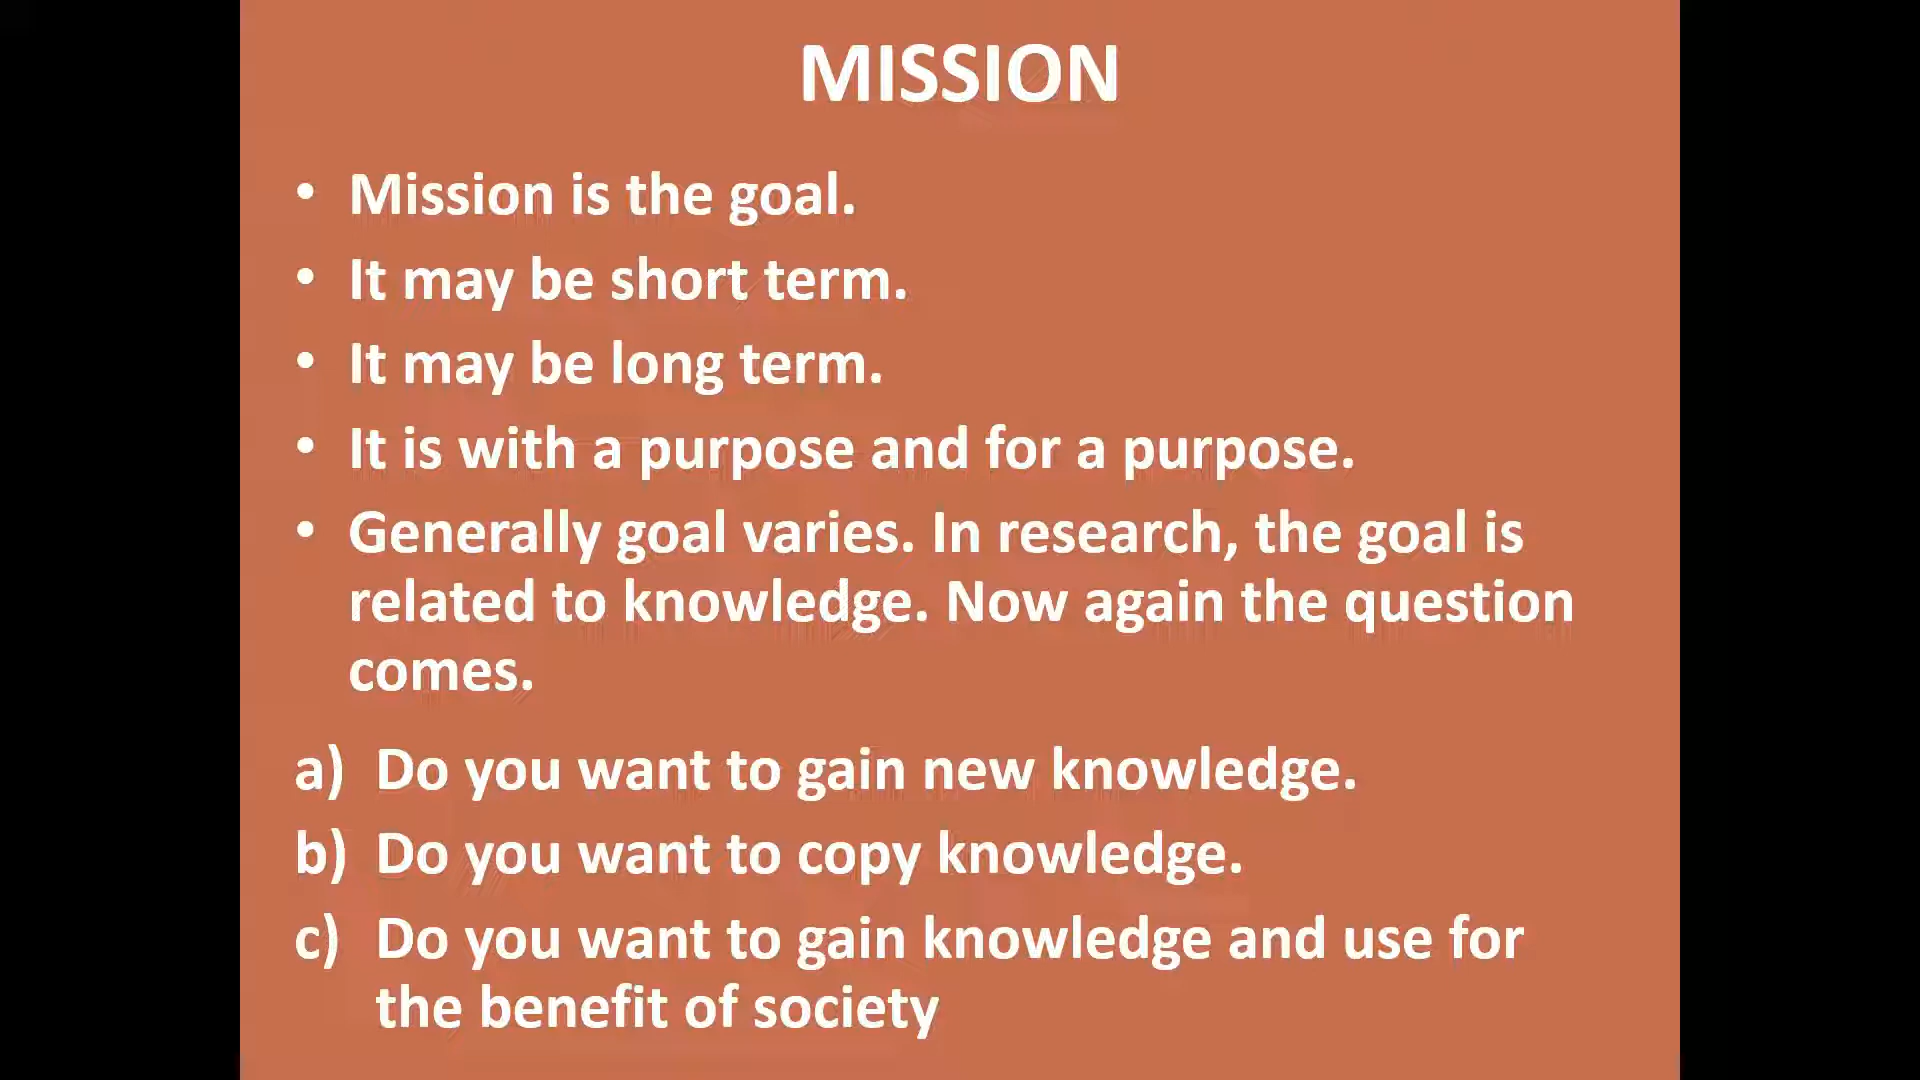 MISSION
• Mission is the goal.
• It may be short term.
• It may be long term.
• It is with a purpose and for a purpose.
• Generally goal varies. In research, the goal is
related to knowledge. Now again the question
comes.
a) Do you want to gain new knowledge.
b) Do you want to copy knowledge.
c) Do you want to gain knowledge and use for
the benefit of society